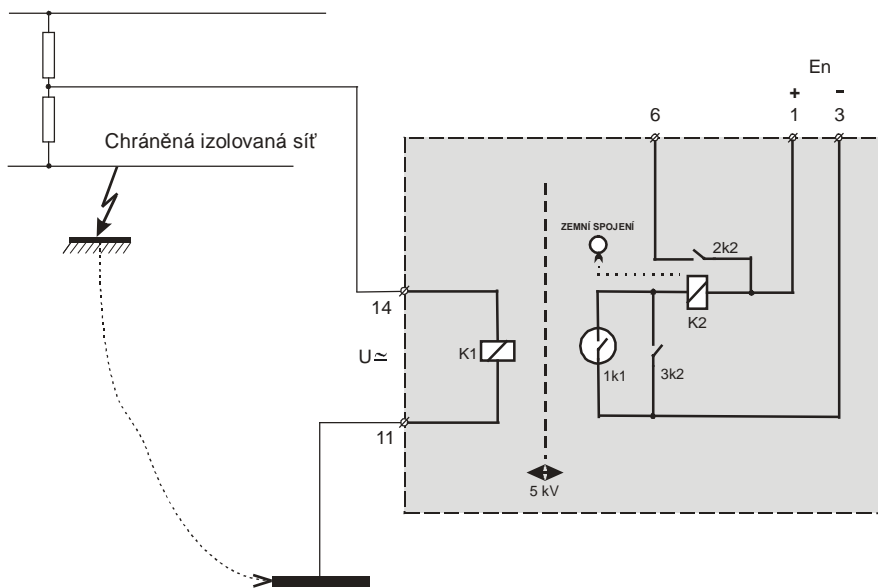 En
+ -
6 1 3
Chráněná izolovaná síť
ZEMNÍ SPOJENÍ
2k2
14
K2
U≃
K1
1k1
3k2
11
5 kV